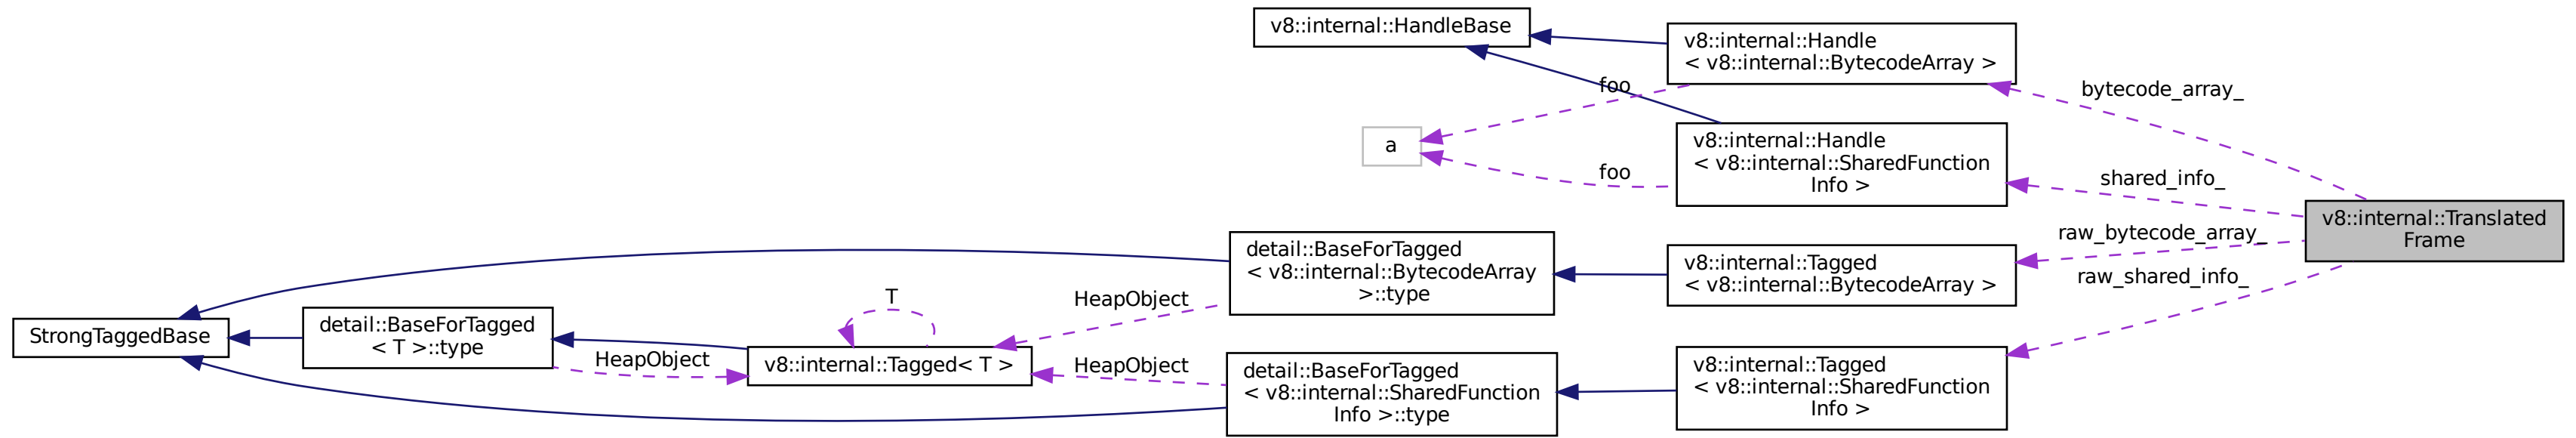 v8::internal::HandleBase
v8::internal::Handle
< v8::internal::BytecodeArray >
foo
bytecode_array_
a
v8::internal::Handle
< v8::internal::SharedFunction
Info >
foo
shared_info_
v8::internal::Translated
Frame
raw_bytecode_array_
detail::BaseForTagged
< v8::internal::BytecodeArray
>::type
v8::internal::Tagged
< v8::internal::BytecodeArray >
raw_shared_info_
T
HeapObject
StrongTaggedBase
detail::BaseForTagged
< T >::type
HeapObject
v8::internal::Tagged< T >
HeapObject
detail::BaseForTagged
< v8::internal::SharedFunction
Info >::type
v8::internal::Tagged
< v8::internal::SharedFunction
Info >